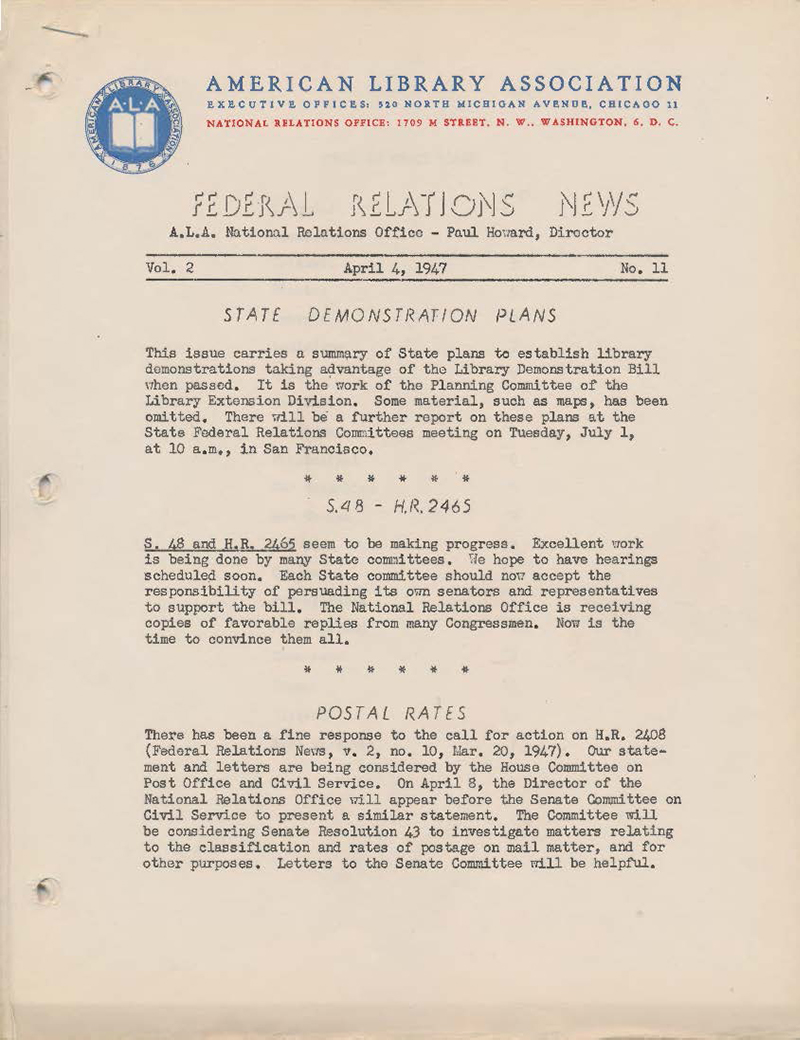 AMERICAN LIBRARY ASSOCIATION
EXECUTIVE OFFICES: 520 NORTH MICHIGAN AVENUE, CHICAGO 11
NATIONAL RELATIONS OFFICE: 1709 M STREET, N. W., WASHINGTON, 6, D. C.
AMERICAN LIBRARY ASSOCIATION
A·L·A
1876
FEDERAL RELATIONS NEWS
A.L.A. National Relations Office - Paul Howard, Director
Vol. 2 April 4, 1947 No. 11
STATE DEMONSTRATION PLANS
This issue carries a summary of State plans to establish library
demonstrations taking advantage of the Library Demonstration Bill
when passed. It is the work of the Planning Committee of the
Library Extension Division. Some material, such as maps, has been
omitted. There will be a further report on these plans at the
State Federal Relations Committees meeting on Tuesday, July 1,
at 10 a.m., in San Francisco.
* * * * * *
S.48 - H.R. 2465
S. 48 and H.R. 2465 seem to be making progress. Excellent work
is being done by many State committees. We hope to have hearings
scheduled soon. Each State committee should now accept the
responsibility of persuading its own senators and representatives
to support the bill. The National Relations Office is receiving
copies of favorable replies from many Congressmen. Now is the
time to convince them all.
* * * * * *
POSTAL RATES
There has been a fine response to the call for action on H.R. 2408
(Federal Relations News, v. 2, no. 10, Mar. 20, 1947). Our state-
ment and letters are being considered by the House Committee on
Post Office and Civil Service. On April 8, the Director of the
National Relations Office will appear before the Senate Committee on
Civil Service to present a similar statement. The Committee will
be considering Senate Resolution 43 to investigate matters relating
to the classification and rates of postage on mail matter, and for
other purposes. Letters to the Senate Committee will be helpful.